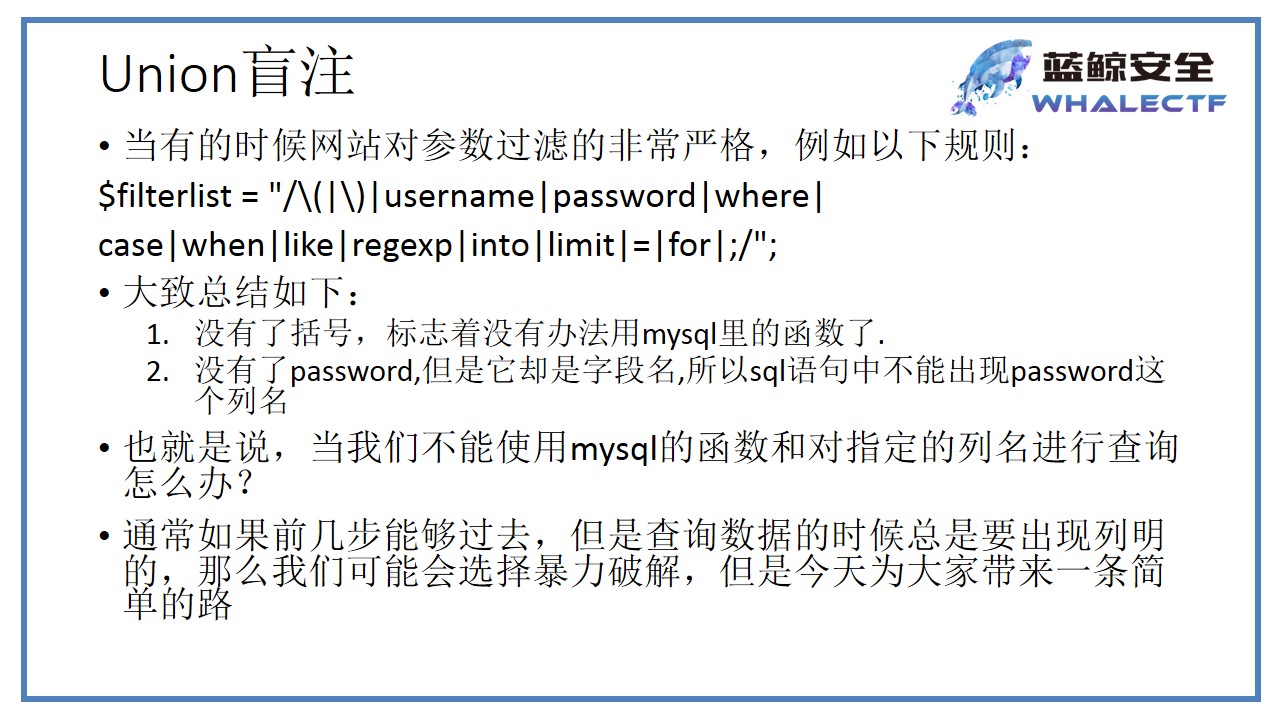 Union盲注
蓝鲸安全
WHALECTF
• 当有的时候网站对参数过滤的非常严格，例如以下规则：
$filterlist = "/\(|\)|username|password|where|
case|when|like|regexp|into|limit|=|for|;/";
• 大致总结如下：
1. 没有了括号，标志着没有办法用mysql里的函数了.
2. 没有了password,但是它却是字段名,所以sql语句中不能出现password这
个列名
• 也就是说，当我们不能使用mysql的函数和对指定的列名进行查询
怎么办？
• 通常如果前几步能够过去，但是查询数据的时候总是要出现列明
的，那么我们可能会选择暴力破解，但是今天为大家带来一条简
单的路